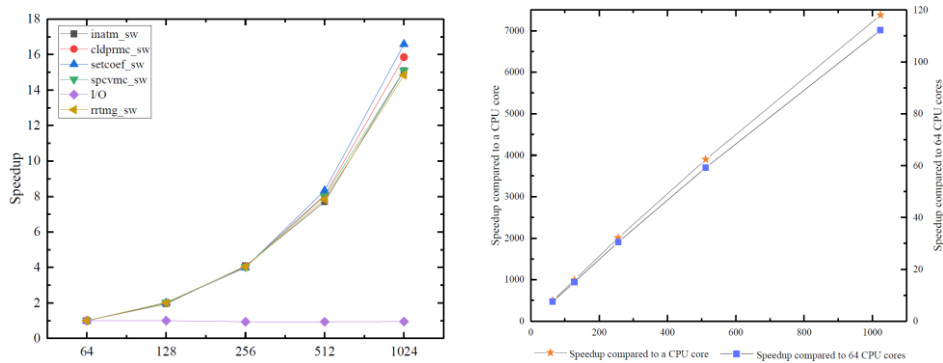 18
16
14
12
10
8
6
4
2
0
Speedup
inatm_sw
cldprmc_sw
setcoef_sw
spcvmc_sw
I/O
rrtmg_sw
64 128 256 512 1024
7000
6000
5000
4000
3000
2000
1000
0
Speedup compared to a CPU core
120
100
80
60
40
20
0
Speedup compared to 64 CPU cores
0 200 400 600 800 1000
Speedup compared to a CPU core Speedup compared to 64 CPU cores